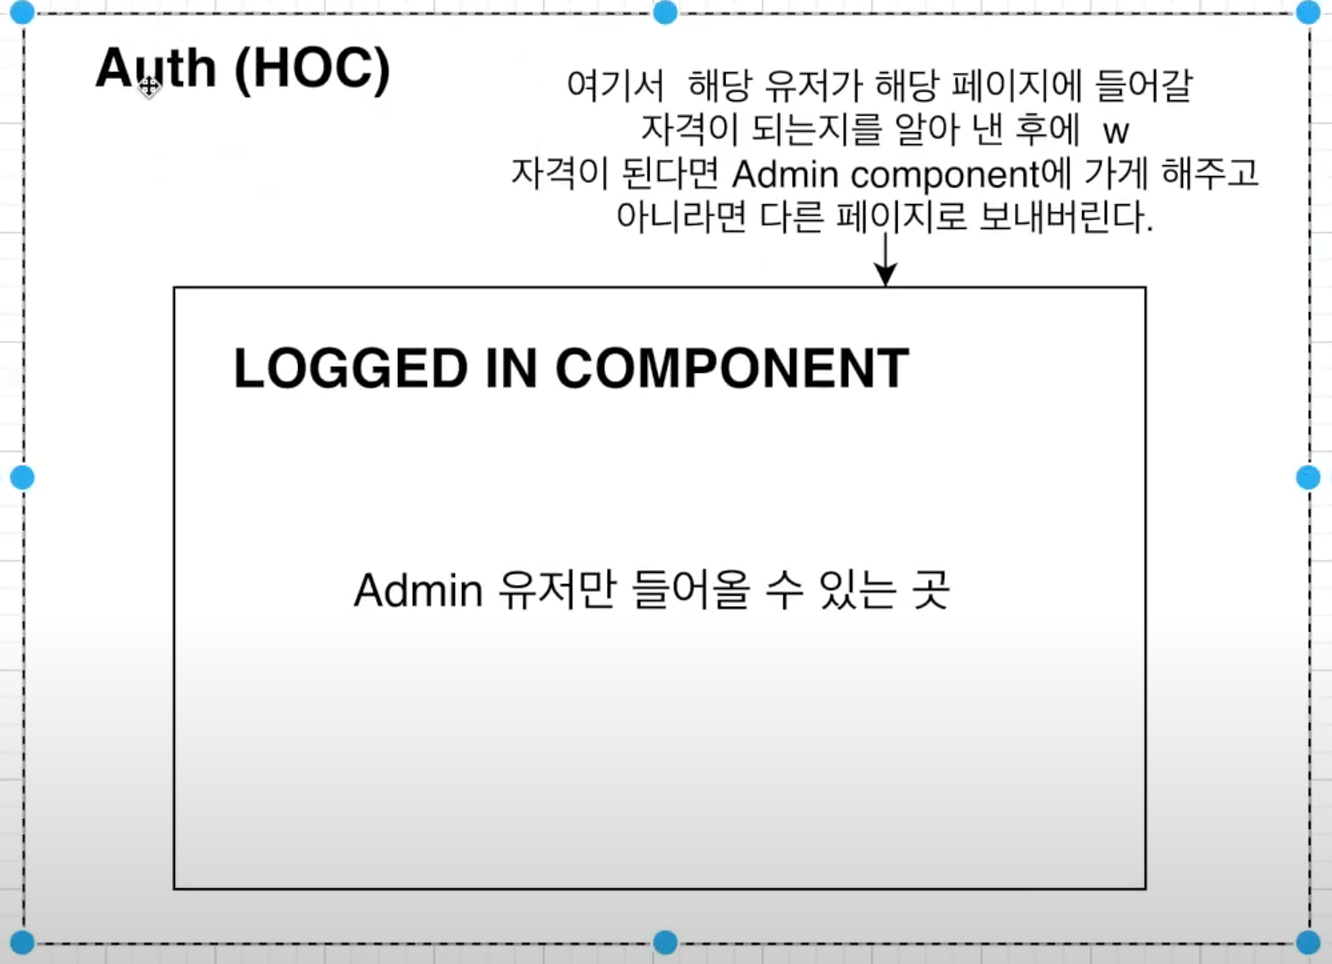 Auth (HOC)
여기서 해당 유저가 해당 페이지에 들어갈
자격이 되는지를 알아 낸 후에 w
자격이 된다면 Admin component에 가게 해주고
아니라면 다른 페이지로 보내버린다.
LOGGED IN COMPONENT
Admin 유저만 들어올 수 있는 곳